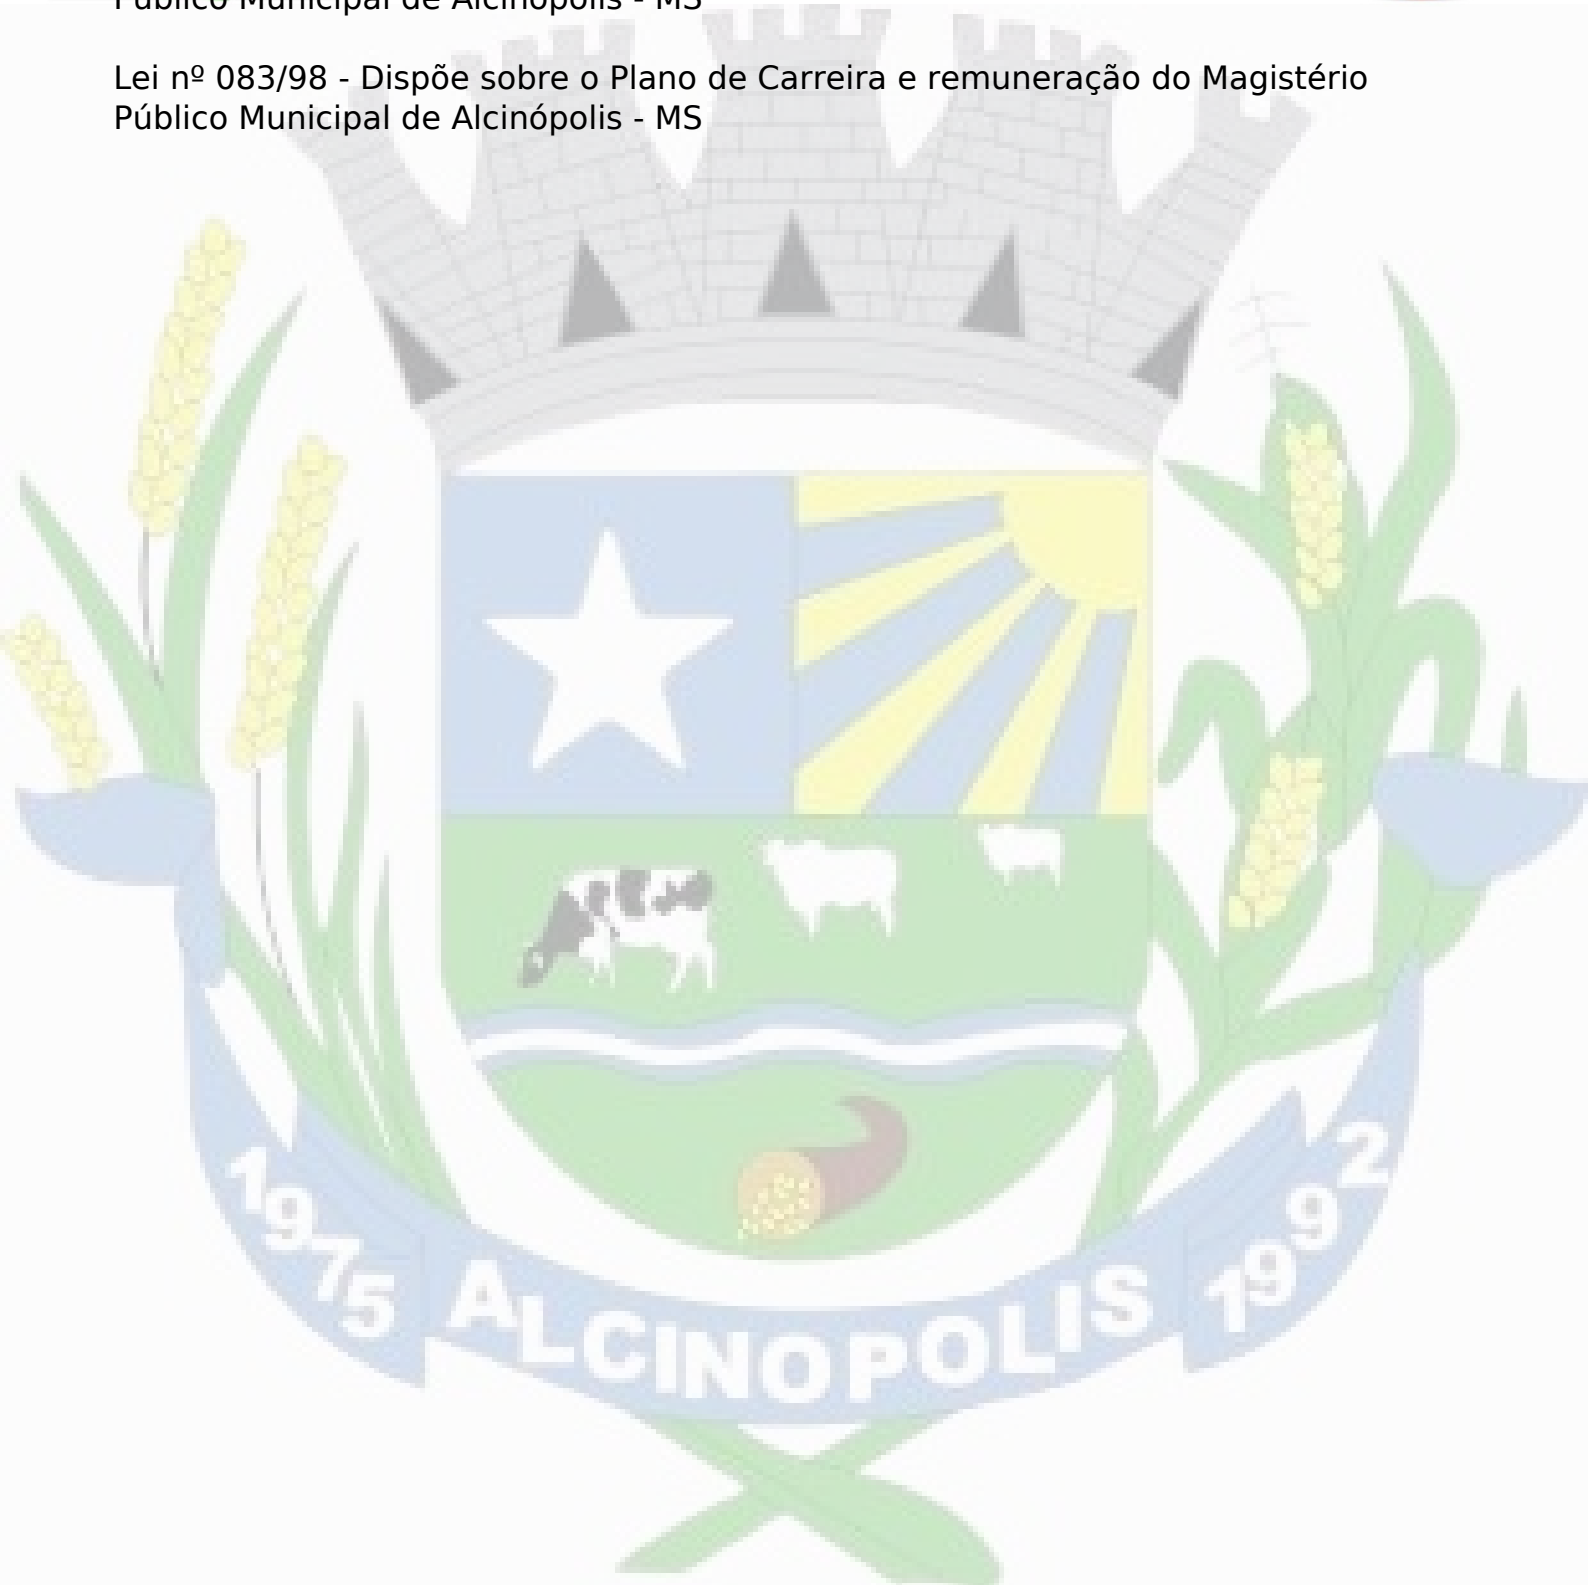 Público Municipal de Alcinópolis - MS
Lei nº 083/98 - Dispõe sobre o Plano de Carreira e remuneração do Magistério
Público Municipal de Alcinópolis - MS
1975 ALCINOPOLIS 1992